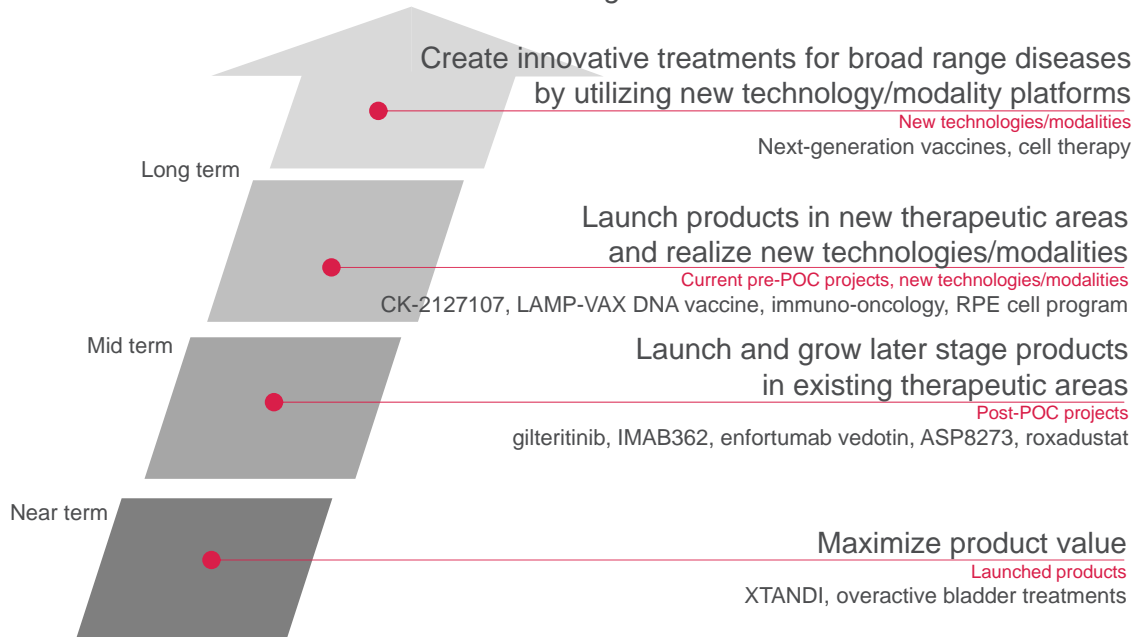 Create innovative treatments for broad range diseases
by utilizing new technology/modality platforms
New technologies/modalities
Next-generation vaccines, cell therapy
Long term
Launch products in new therapeutic areas
and realize new technologies/modalities
Current pre-POC projects, new technologies/modalities
CK-2127107, LAMP-VAX DNA vaccine, immuno-oncology, RPE cell program
Mid term
Launch and grow later stage products
in existing therapeutic areas
Post-POC projects
gilteritinib, IMAB362, enfortumab vedotin, ASP8273, roxadustat
Near term
Maximize product value
Launched products
XTANDI, overactive bladder treatments